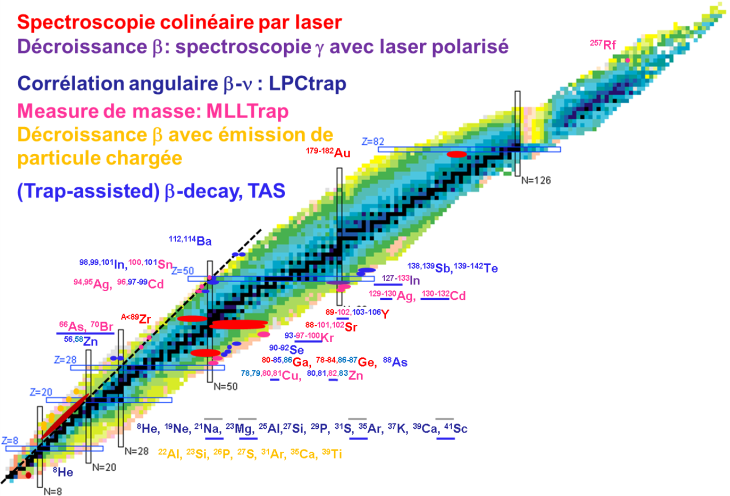 Spectroscopie colinéaire par laser
Décroissance β: spectroscopie γ avec laser polarisé
Corrélation angulaire β-ν : LPCtrap
Measure de masse: MLLTrap
Décroissance β avec émission de
particule chargée
(Trap-assisted) β-decay, TAS
²⁵⁷Rf
¹⁷⁹⁻¹⁸²Au
Z=82
N=126
¹¹²,¹¹⁴Ba
⁹⁸,⁹⁹,¹⁰¹In, ¹⁰⁰,¹⁰¹Sn
⁹⁴,⁹⁵Ag, ⁹⁶,⁹⁷⁻⁹⁹Cd
Z=50
¹³⁸,¹³⁹Sb, ¹³⁹⁻¹⁴²Te
¹²⁷⁻¹³³In
¹²⁹⁻¹³⁰Ag, ¹³⁰⁻¹³²Cd
ᴬ<⁸⁹Zr
⁸⁹⁻¹⁰²,¹⁰³⁻¹⁰⁶Y
⁸⁸⁻¹⁰¹,¹⁰²Sr
⁹³⁻⁹⁷⁻¹⁰⁰Kr
⁹⁰⁻⁹²Se
⁶⁶As, ⁷⁰Br
⁵⁶,⁵⁸Zn
⁸⁰⁻⁸⁵,⁸⁶Ga, ⁷⁸⁻⁸⁴,⁸⁶⁻⁸⁷Ge, ⁸⁸As
⁷⁸,⁷⁹,⁸⁰,⁸¹Cu, ⁸⁰,⁸¹,⁸²,⁸³Zn
Z=28
N=50
Z=20
N=28
Z=8
N=20
⁸He
N=8
⁸He, ¹⁹Ne, ²¹Na, ²³Mg, ²⁵Al, ²⁷Si, ²⁹P, ³¹S, ³⁵Ar, ³⁷K, ³⁹Ca, ⁴¹Sc
²²Al, ²³Si, ²⁶P, ²⁷S, ³¹Ar, ³⁵Ca, ³⁹Ti